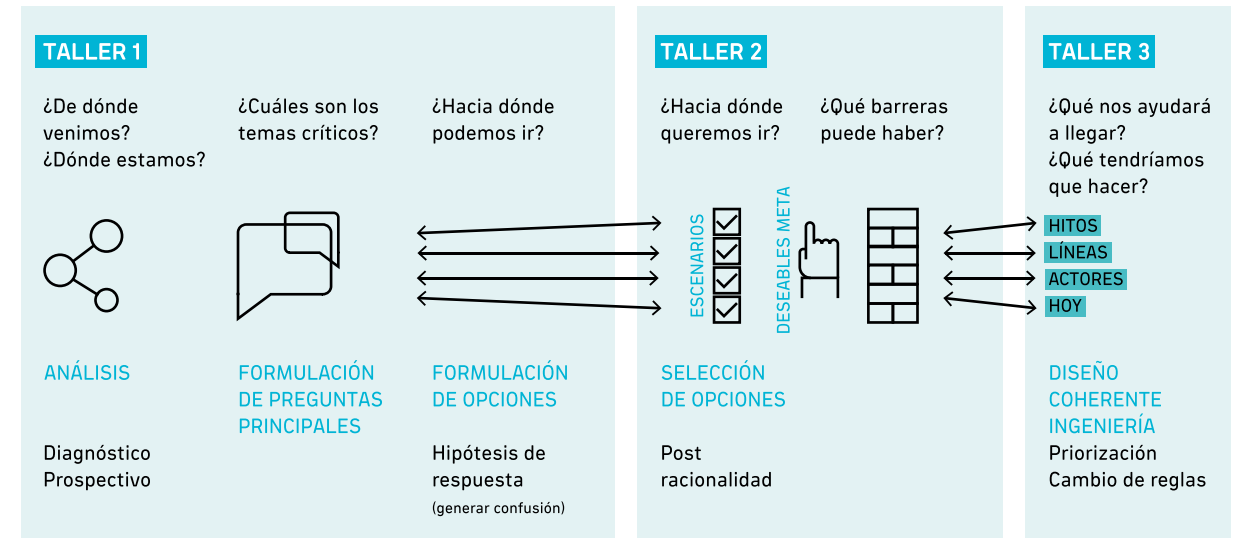 TALLER 1
¿De dónde
venimos?
¿Dónde estamos?
¿Cuáles son los
temas críticos?
¿Hacia dónde
podemos ir?
ANÁLISIS
FORMULACIÓN
DE PREGUNTAS
PRINCIPALES
FORMULACIÓN
DE OPCIONES
Diagnóstico
Prospectivo
Hipótesis de
respuesta
(generar confusión)
TALLER 2
¿Hacia dónde
queremos ir?
¿Qué barreras
puede haber?
ESCENARIOS
DESEABLES META
SELECCIÓN
DE OPCIONES
Post
racionalidad
TALLER 3
¿Qué nos ayudará
a llegar?
¿Qué tendríamos
que hacer?
HITOS
LÍNEAS
ACTORES
HOY
DISEÑO
COHERENTE
INGENIERÍA
Priorización
Cambio de reglas